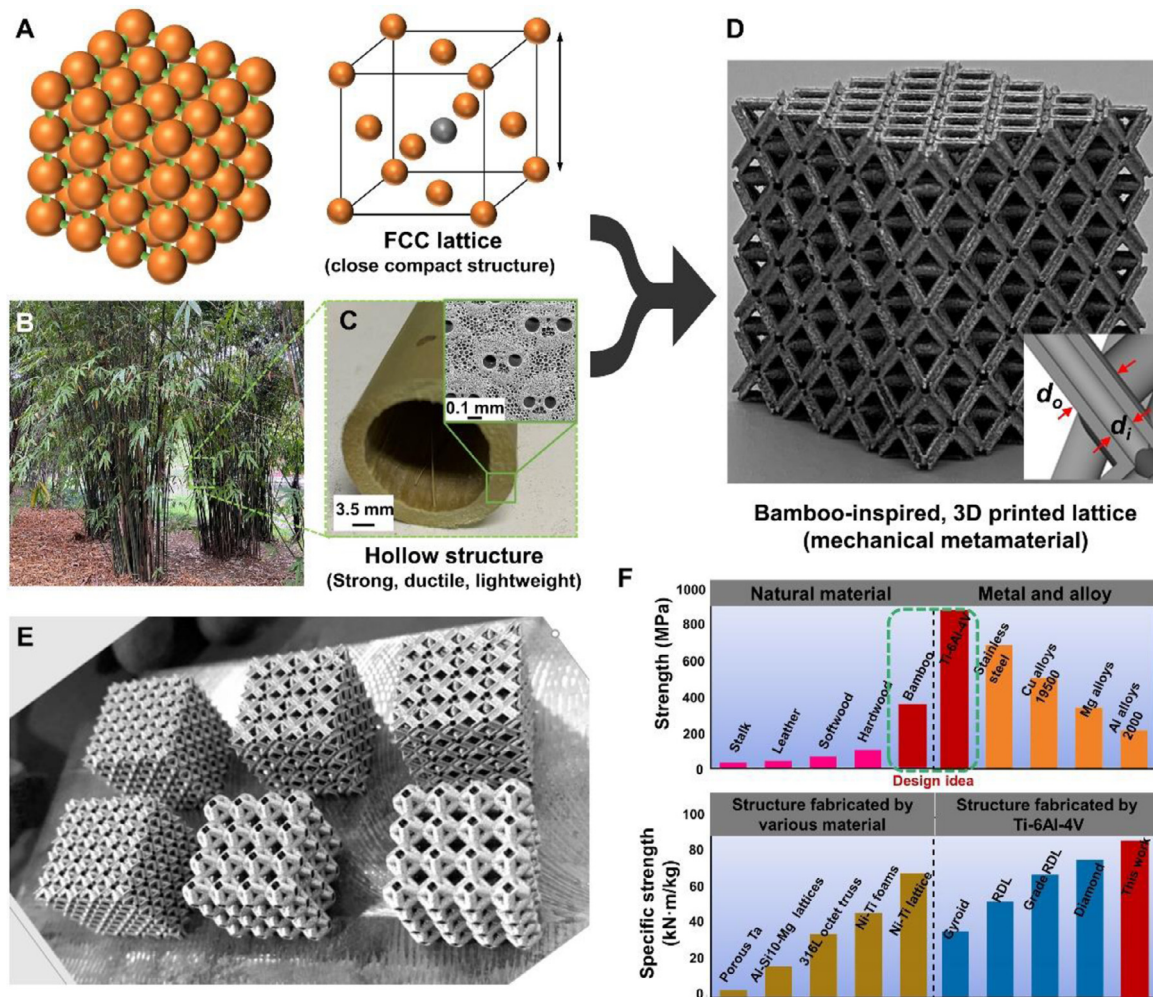 A
FCC lattice
(close compact structure)
B
C
0.1 mm
3.5 mm
Hollow structure
(Strong, ductile, lightweight)
D
do
di
Bamboo-inspired, 3D printed lattice
(mechanical metamaterial)
E
F
Strength (MPa)
1000
800
600
400
200
0
Natural material
Metal and alloy
Stalk
Leather
Softwood
Hardwood
Bamboo
Ti-6Al-4V
Stainless
steel
Cu alloys
19500
Mg alloys
Al alloys
2000
Design idea
Specific strength
(kN·m/kg)
100
80
60
40
20
0
Structure fabricated by
various material
Structure fabricated by
Ti-6Al-4V
Porous Ta
Al-Si10-Mg lattices
316L octet truss
Ni-Ti foams
Ni-Ti lattice
Gyroid
RDL
Grade RDL
Diamond
This work